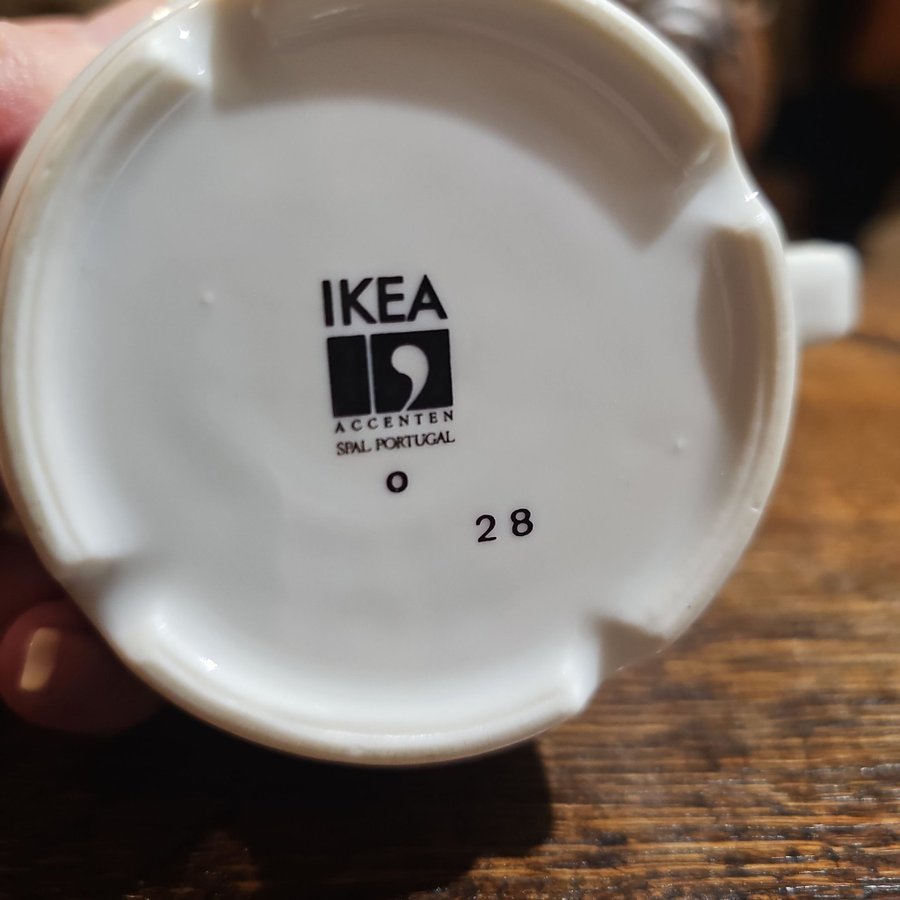 IKEA
ACCENTEN
SPAL PORTUGAL
O
28